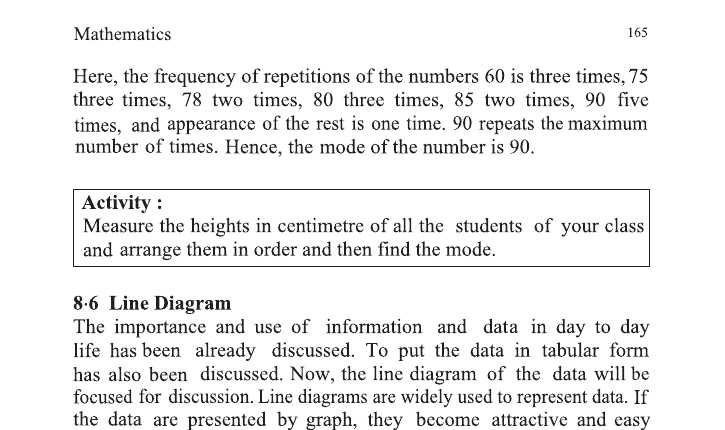 Mathematics 165
Here, the frequency of repetitions of the numbers 60 is three times, 75
three times, 78 two times, 80 three times, 85 two times, 90 five
times, and appearance of the rest is one time. 90 repeats the maximum
number of times. Hence, the mode of the number is 90.
Activity :
Measure the heights in centimetre of all the students of your class
and arrange them in order and then find the mode.
8·6 Line Diagram
The importance and use of information and data in day to day
life has been already discussed. To put the data in tabular form
has also been discussed. Now, the line diagram of the data will be
focused for discussion. Line diagrams are widely used to represent data. If
the data are presented by graph, they become attractive and easy